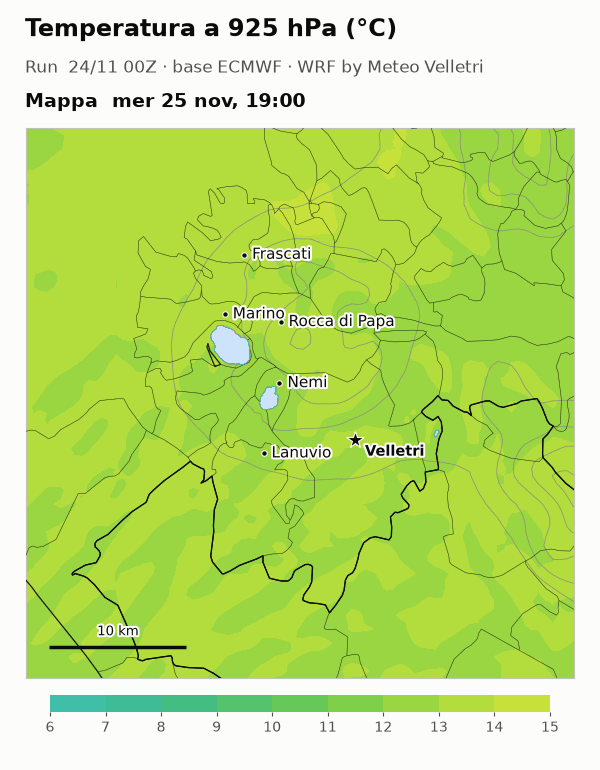 Temperatura a 925 hPa (°C)
Run  24/11 00Z · base ECMWF · WRF by Meteo Velletri
Mappa  mer 25 nov, 19:00
Frascati
Marino
Rocca di Papa
Nemi
Velletri
Lanuvio
10 km
6 7 8 9 10 11 12 13 14 15